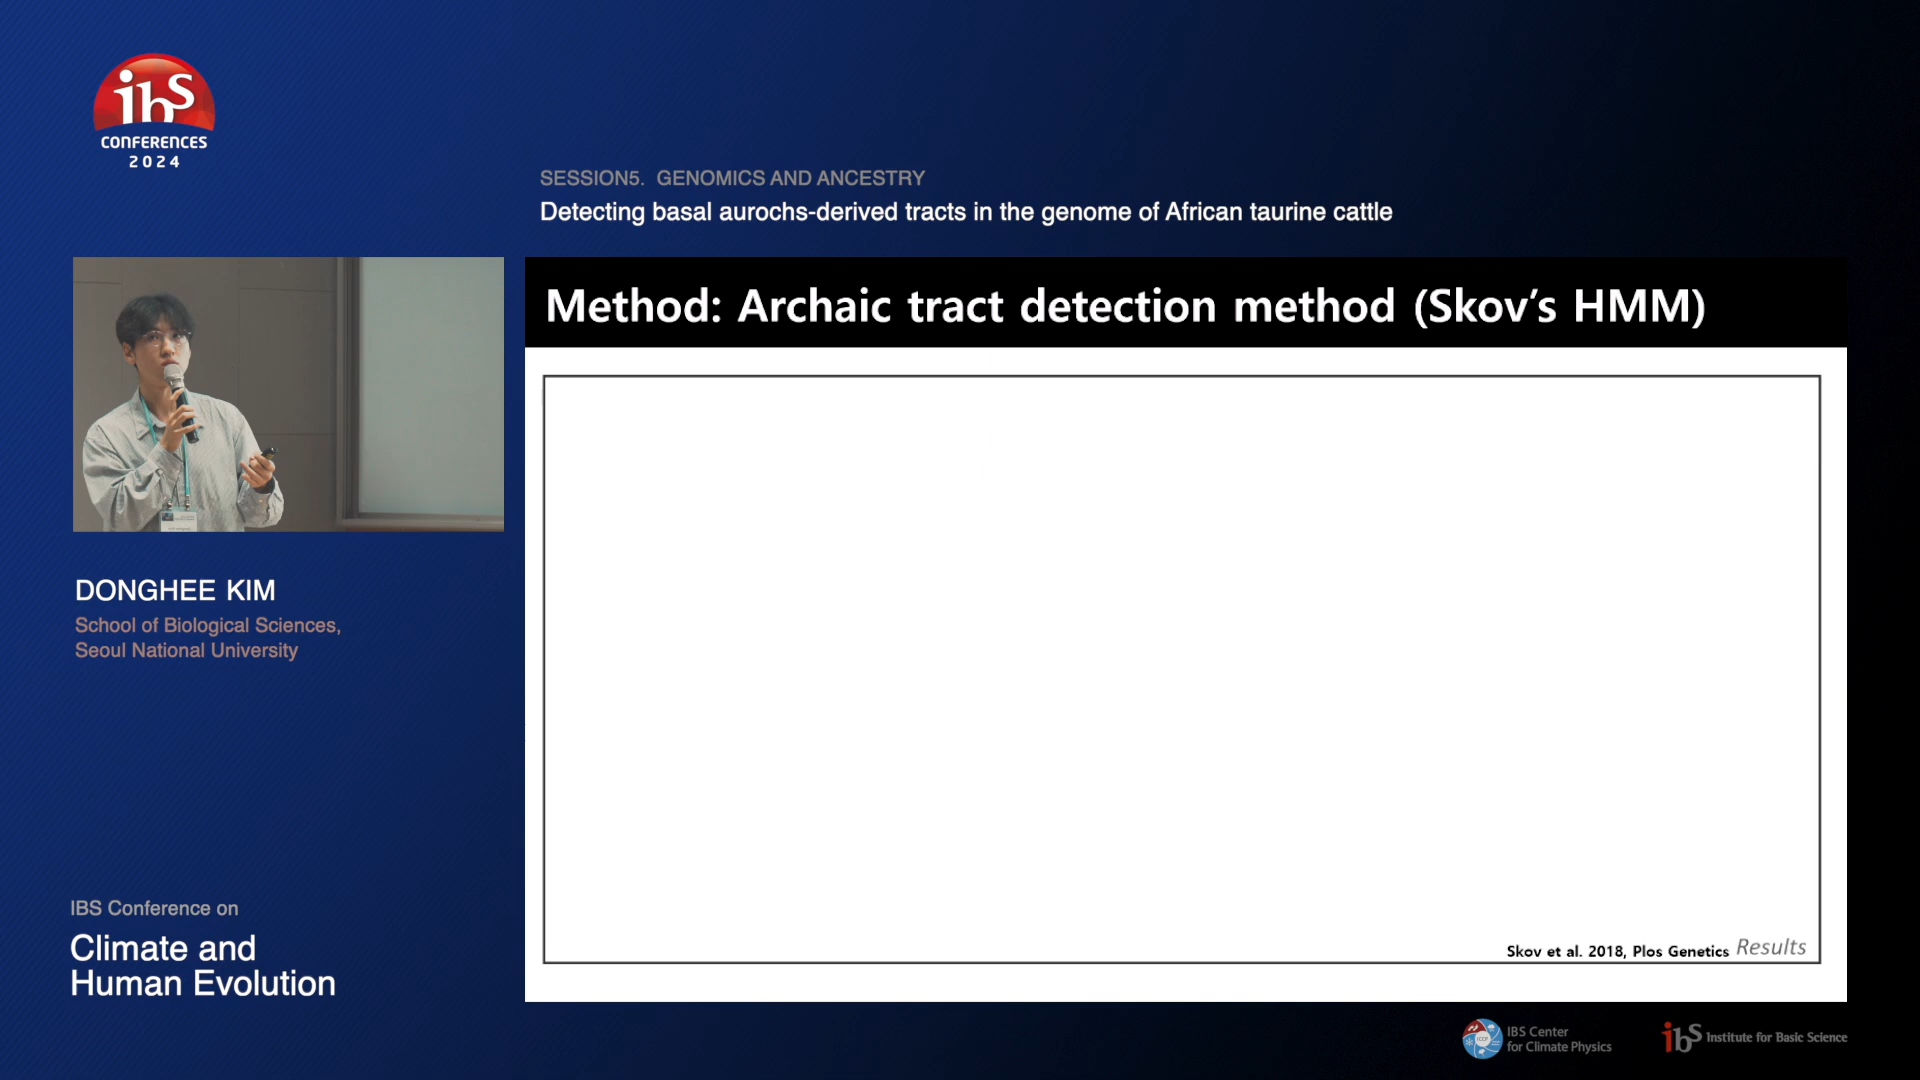 ibs
CONFERENCES
2024
SESSION5. GENOMICS AND ANCESTRY
Detecting basal aurochs-derived tracts in the genome of African taurine cattle
Method: Archaic tract detection method (Skov's HMM)
DONGHEE KIM
School of Biological Sciences,
Seoul National University
Skov et al. 2018, Plos Genetics Results
IBS Conference on
Climate and
Human Evolution
ICCP
IBS Center
for Climate Physics
ibs Institute for Basic Science